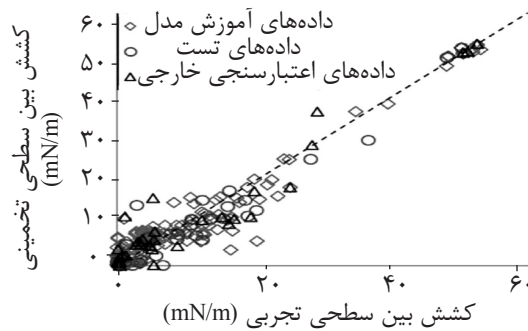 داده‌های آموزش مدل
داده‌های تست
داده‌های اعتبارسنجی خارجی
کشش بین سطحی تخمینی
(mN/m)
۶۰
۵۰
۴۰
۳۰
۲۰
۱۰
۰
۰
۲۰
۴۰
۶۰
کشش بین سطحی تجربی (mN/m)